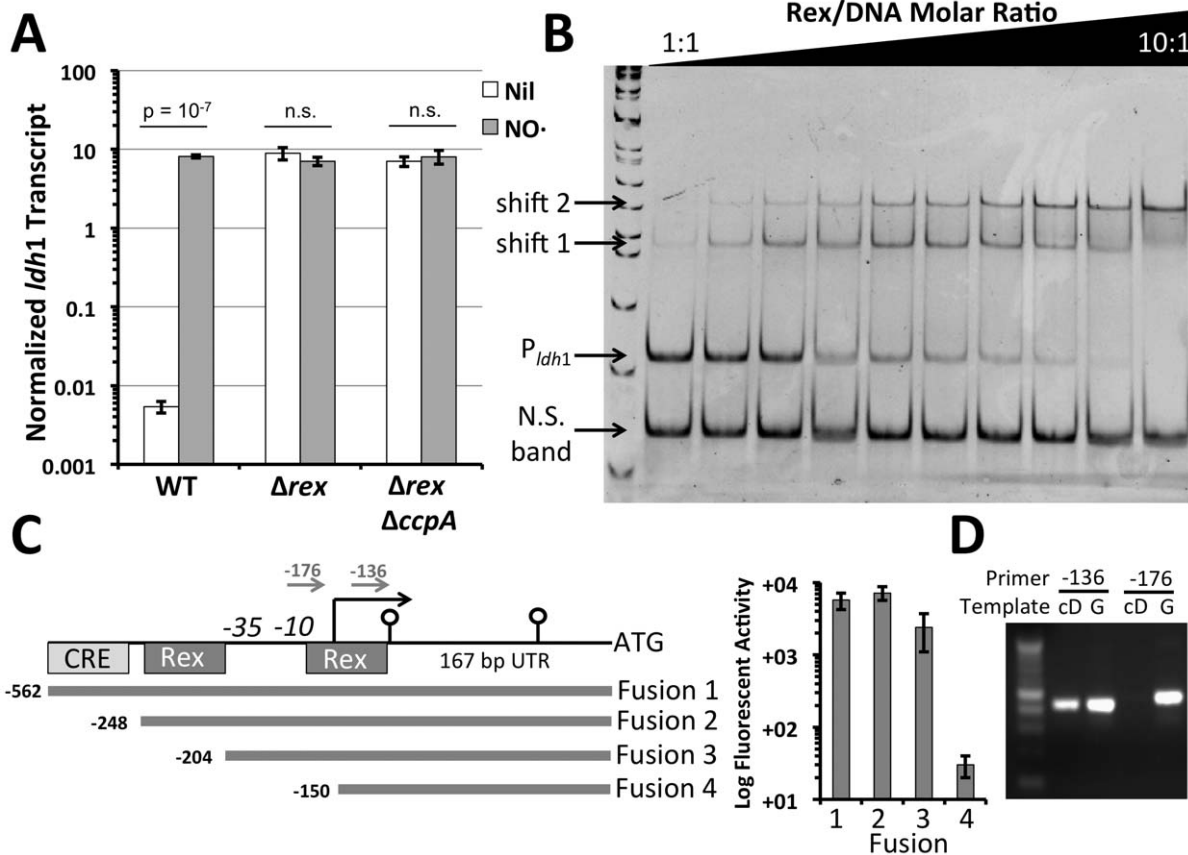 A
Normalized ldh1 Transcript
100
10
1
0.1
0.01
0.001
p = 10⁻⁷
n.s.
n.s.
Nil
NO·
WT
Δrex
Δrex
ΔccpA
B
Rex/DNA Molar Ratio
1:1
10:1
shift 2
shift 1
Pldh1
N.S.
band
C
-176
-136
-35
-10
ATG
CRE
Rex
Rex
167 bp UTR
-562
Fusion 1
-248
Fusion 2
-204
Fusion 3
-150
Fusion 4
Log Fluorescent Activity
+04
+03
+02
+01
1 2 3 4
Fusion
D
Primer -136 -176
Template cD G cD G